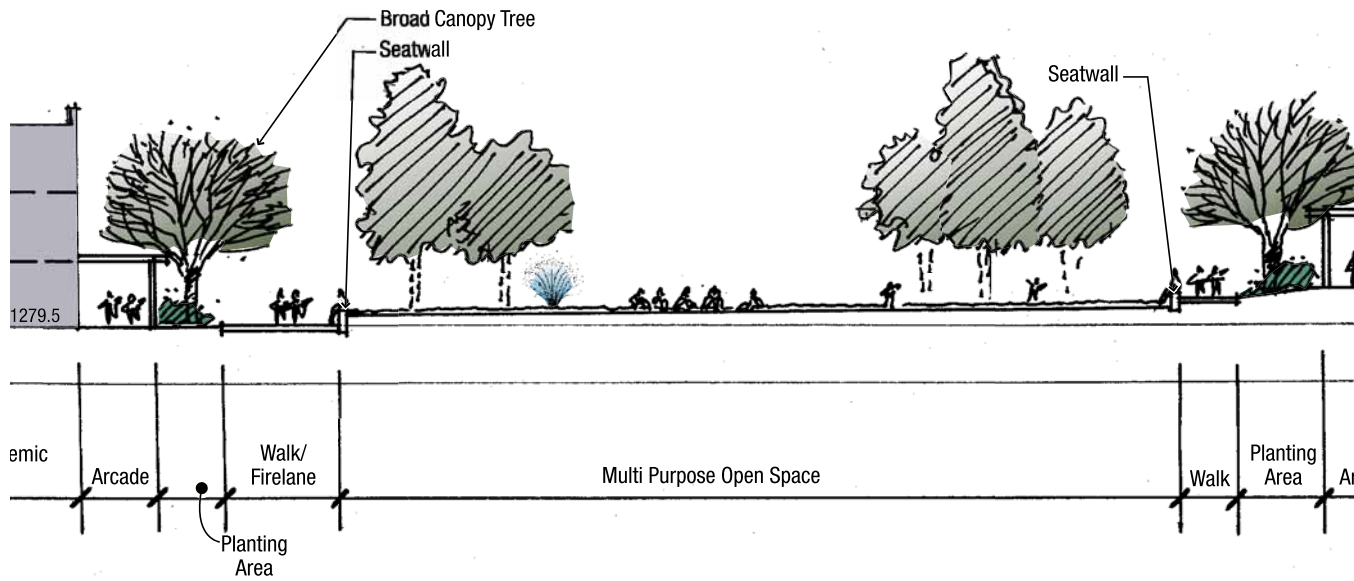 Broad Canopy Tree
Seatwall
Seatwall
1279.5
emic
Arcade
Walk/
Firelane
Multi Purpose Open Space
Walk
Planting
Area
Ar
Planting
Area